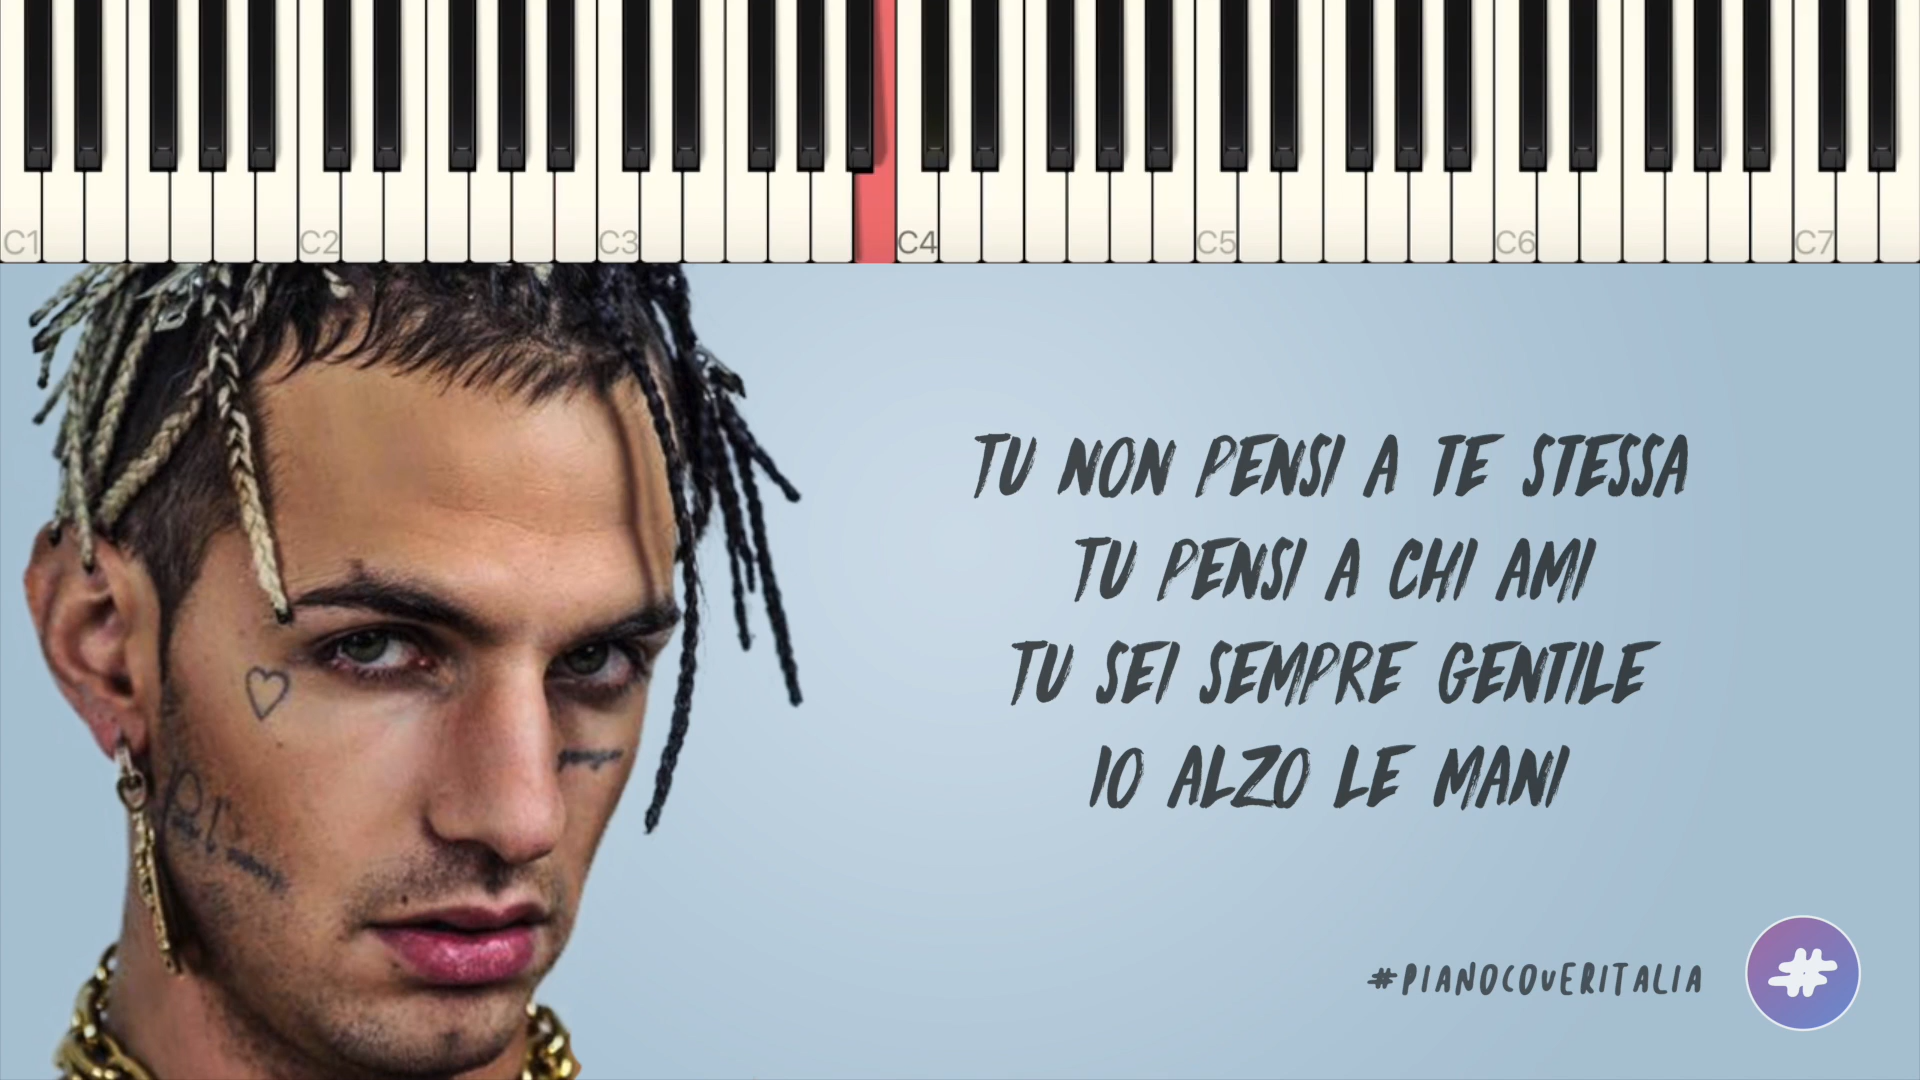 C1 C2 C3 C4 C5 C6 C7
TU NON PENSI A TE STESSA
TU PENSI A CHI AMI
TU SEI SEMPRE GENTILE
IO ALZO LE MANI
#PIANOCOVERITALIA
#